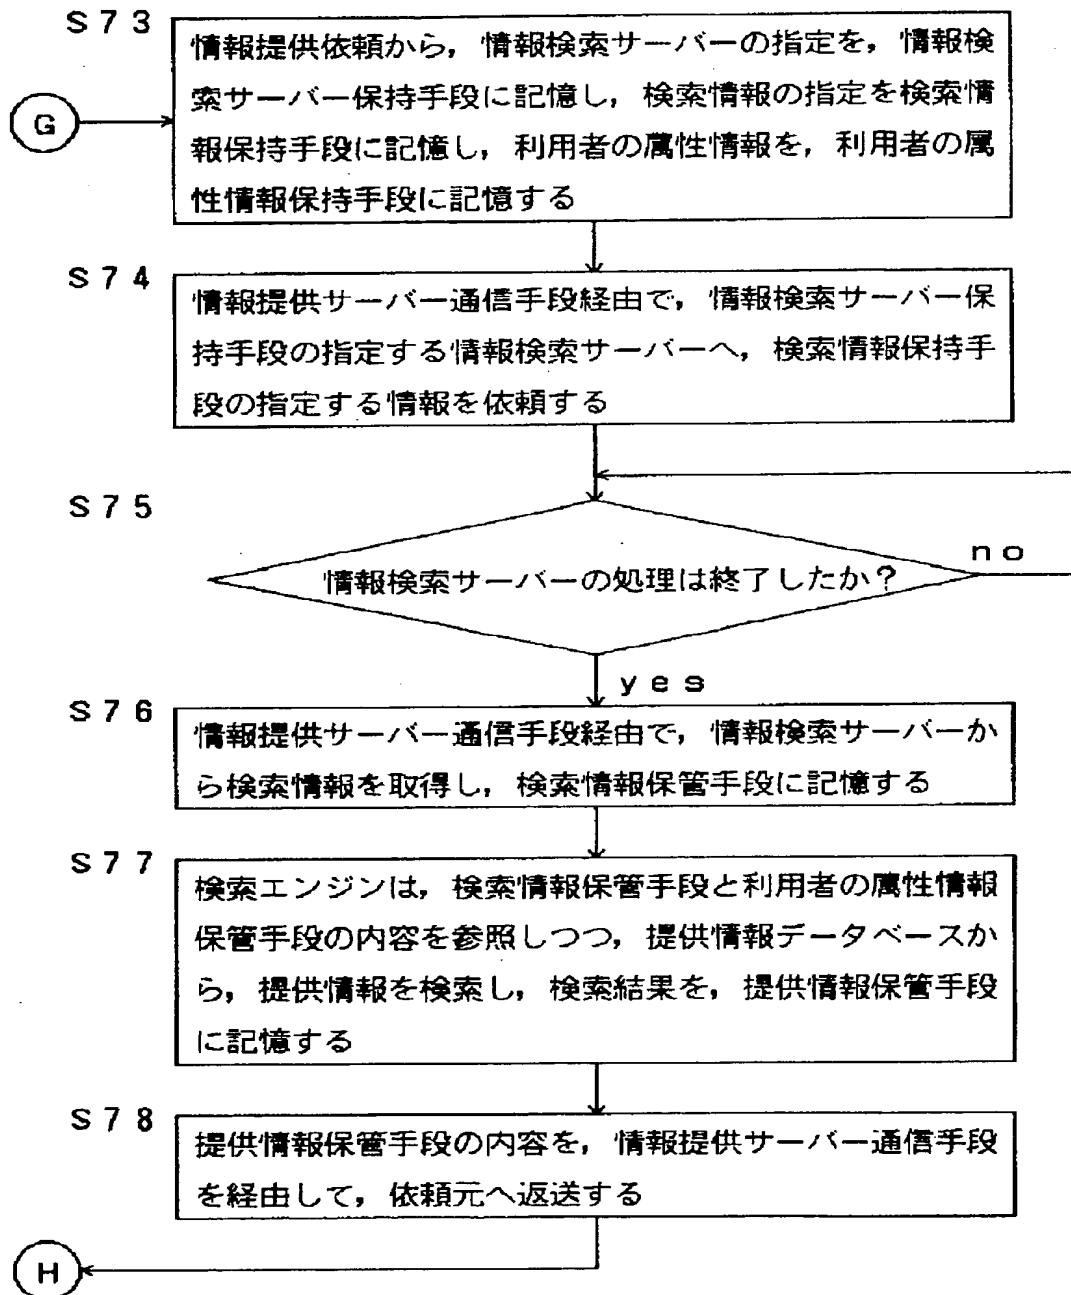 S73
情報提供依頼から，情報検索サーバーの指定を，情報検
索サーバー保持手段に記憶し，検索情報の指定を検索情
報保持手段に記憶し，利用者の属性情報を，利用者の属
性情報保持手段に記憶する
G
S74
情報提供サーバー通信手段経由で，情報検索サーバー保
持手段の指定する情報検索サーバーへ，検索情報保持手
段の指定する情報を依頼する
S75
情報検索サーバーの処理は終了したか？
no
yes
S76
情報提供サーバー通信手段経由で，情報検索サーバーか
ら検索情報を取得し，検索情報保管手段に記憶する
S77
検索エンジンは，検索情報保管手段と利用者の属性情報
保管手段の内容を参照しつつ，提供情報データベースか
ら，提供情報を検索し，検索結果を，提供情報保管手段
に記憶する
S78
提供情報保管手段の内容を，情報提供サーバー通信手段
を経由して，依頼元へ返送する
H